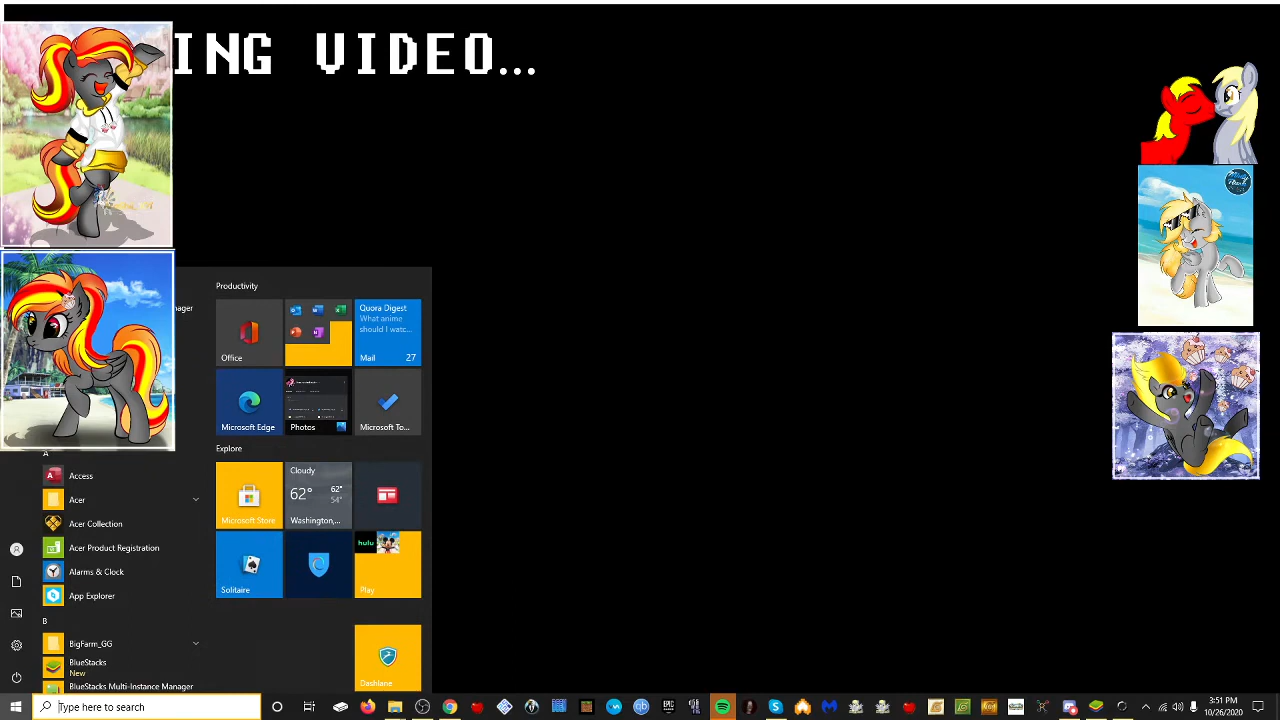 ING VIDEO...
nager
Productivity
Office
Quora Digest
What anime
should I watc...
Mail 27
Microsoft Edge
Photos
Microsoft To...
Explore
A
Access
Acer
Acer Collection
Acer Product Registration
Alarms & Clock
App Explorer
B
BigFarm_GG
BlueStacks
New
BlueStacks Multi-Instance Manager
Microsoft Store
Cloudy
62° 62°
54°
Washington,...
Solitaire
hulu
Play
Dashlane
Type here to search
3:51 PM
10/26/2020